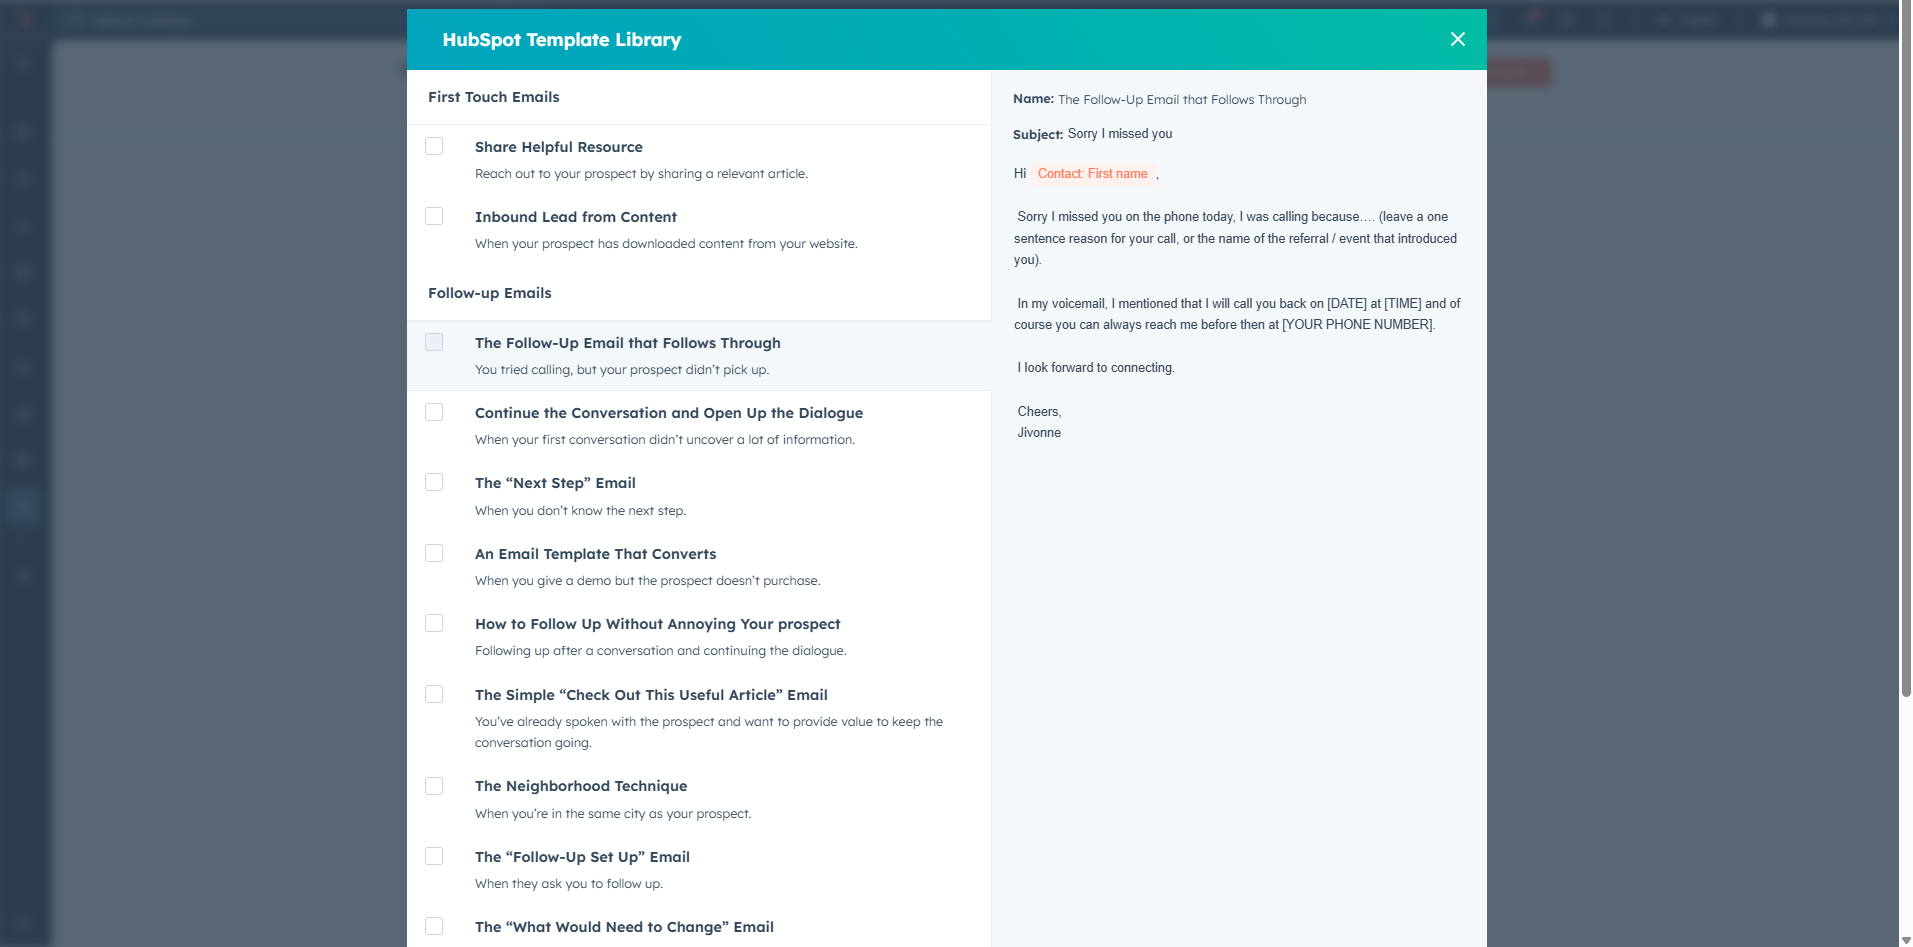 HubSpot Template Library
First Touch Emails
Share Helpful Resource
Reach out to your prospect by sharing a relevant article.
Inbound Lead from Content
When your prospect has downloaded content from your website.
Follow-up Emails
The Follow-Up Email that Follows Through
You tried calling, but your prospect didn't pick up.
Continue the Conversation and Open Up the Dialogue
When your first conversation didn't uncover a lot of information.
The “Next Step” Email
When you don't know the next step.
An Email Template That Converts
When you give a demo but the prospect doesn't purchase.
How to Follow Up Without Annoying Your prospect
Following up after a conversation and continuing the dialogue.
The Simple “Check Out This Useful Article” Email
You've already spoken with the prospect and want to provide value to keep the
conversation going.
The Neighborhood Technique
When you're in the same city as your prospect.
The “Follow-Up Set Up” Email
When they ask you to follow up.
The “What Would Need to Change” Email
Name: The Follow-Up Email that Follows Through
Subject: Sorry I missed you
Hi Contact: First name ,
Sorry I missed you on the phone today, I was calling because.... (leave a one
sentence reason for your call, or the name of the referral / event that introduced
you).
In my voicemail, I mentioned that I will call you back on [DATE] at [TIME] and of
course you can always reach me before then at [YOUR PHONE NUMBER].
I look forward to connecting.
Cheers,
Jivonne